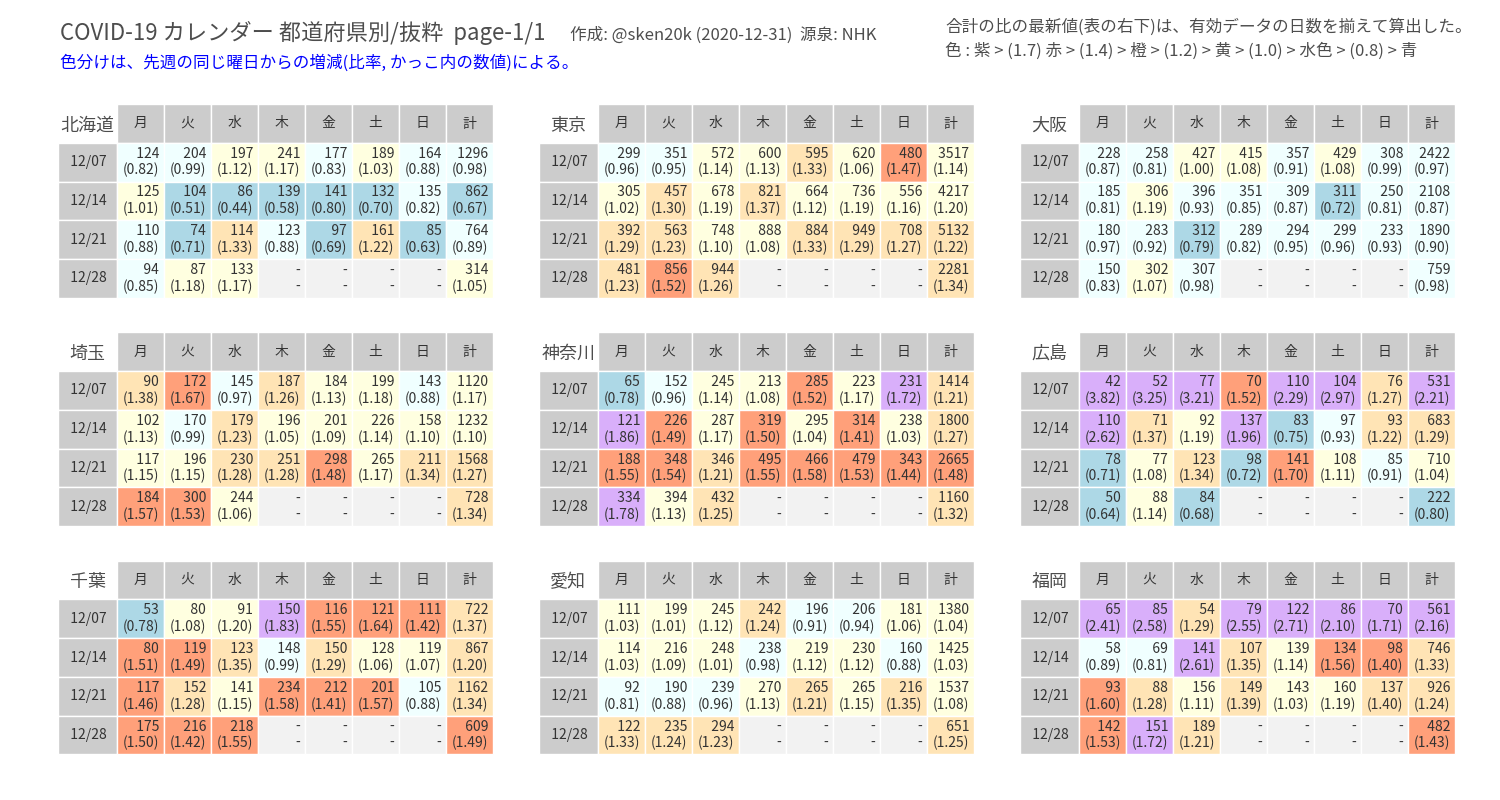 COVID-19 カレンダー 都道府県別/抜粋 page-1/1 作成: @sken20k (2020-12-31) 源泉: NHK
色分けは、先週の同じ曜日からの増減(比率, かっこ内の数値)による。
合計の比の最新値(表の右下)は、有効データの日数を揃えて算出した。
色 : 紫 > (1.7) 赤 > (1.4) > 橙 > (1.2) > 黄 > (1.0) > 水色 > (0.8) > 青
北海道 月 火 水 木 金 土 日 計
12/07 124 204 197 241 177 189 164 1296
(0.82) (0.99) (1.12) (1.17) (0.83) (1.03) (0.88) (0.98)
12/14 125 104 86 139 141 132 135 862
(1.01) (0.51) (0.44) (0.58) (0.80) (0.70) (0.82) (0.67)
12/21 110 74 114 123 97 161 85 764
(0.88) (0.71) (1.33) (0.88) (0.69) (1.22) (0.63) (0.89)
12/28 94 87 133 - - - - 314
(0.85) (1.18) (1.17) - - - - (1.05)
東京 月 火 水 木 金 土 日 計
12/07 299 351 572 600 595 620 480 3517
(0.96) (0.95) (1.14) (1.13) (1.33) (1.06) (1.47) (1.14)
12/14 305 457 678 821 664 736 556 4217
(1.02) (1.30) (1.19) (1.37) (1.12) (1.19) (1.16) (1.20)
12/21 392 563 748 888 884 949 708 5132
(1.29) (1.23) (1.10) (1.08) (1.33) (1.29) (1.27) (1.22)
12/28 481 856 944 - - - - 2281
(1.23) (1.52) (1.26) - - - - (1.34)
大阪 月 火 水 木 金 土 日 計
12/07 228 258 427 415 357 429 308 2422
(0.87) (0.81) (1.00) (1.08) (0.91) (1.08) (0.99) (0.97)
12/14 185 306 396 351 309 311 250 2108
(0.81) (1.19) (0.93) (0.85) (0.87) (0.72) (0.81) (0.87)
12/21 180 283 312 289 294 299 233 1890
(0.97) (0.92) (0.79) (0.82) (0.95) (0.96) (0.93) (0.90)
12/28 150 302 307 - - - - 759
(0.83) (1.07) (0.98) - - - - (0.98)
埼玉 月 火 水 木 金 土 日 計
12/07 90 172 145 187 184 199 143 1120
(1.38) (1.67) (0.97) (1.26) (1.13) (1.18) (0.88) (1.17)
12/14 102 170 179 196 201 226 158 1232
(1.13) (0.99) (1.23) (1.05) (1.09) (1.14) (1.10) (1.10)
12/21 117 196 230 251 298 265 211 1568
(1.15) (1.15) (1.28) (1.28) (1.48) (1.17) (1.34) (1.27)
12/28 184 300 244 - - - - 728
(1.57) (1.53) (1.06) - - - - (1.34)
神奈川 月 火 水 木 金 土 日 計
12/07 65 152 245 213 285 223 231 1414
(0.78) (0.96) (1.14) (1.08) (1.52) (1.17) (1.72) (1.21)
12/14 121 226 287 319 295 314 238 1800
(1.86) (1.49) (1.17) (1.50) (1.04) (1.41) (1.03) (1.27)
12/21 188 348 346 495 466 479 343 2665
(1.55) (1.54) (1.21) (1.55) (1.58) (1.53) (1.44) (1.48)
12/28 334 394 432 - - - - 1160
(1.78) (1.13) (1.25) - - - - (1.32)
広島 月 火 水 木 金 土 日 計
12/07 42 52 77 70 110 104 76 531
(3.82) (3.25) (3.21) (1.52) (2.29) (2.97) (1.27) (2.21)
12/14 110 71 92 137 83 97 93 683
(2.62) (1.37) (1.19) (1.96) (0.75) (0.93) (1.22) (1.29)
12/21 78 77 123 98 141 108 85 710
(0.71) (1.08) (1.34) (0.72) (1.70) (1.11) (0.91) (1.04)
12/28 50 88 84 - - - - 222
(0.64) (1.14) (0.68) - - - - (0.80)
千葉 月 火 水 木 金 土 日 計
12/07 53 80 91 150 116 121 111 722
(0.78) (1.08) (1.20) (1.83) (1.55) (1.64) (1.42) (1.37)
12/14 80 119 123 148 150 128 119 867
(1.51) (1.49) (1.35) (0.99) (1.29) (1.06) (1.07) (1.20)
12/21 117 152 141 234 212 201 105 1162
(1.46) (1.28) (1.15) (1.58) (1.41) (1.57) (0.88) (1.34)
12/28 175 216 218 - - - - 609
(1.50) (1.42) (1.55) - - - - (1.49)
愛知 月 火 水 木 金 土 日 計
12/07 111 199 245 242 196 206 181 1380
(1.03) (1.01) (1.12) (1.24) (0.91) (0.94) (1.06) (1.04)
12/14 114 216 248 238 219 230 160 1425
(1.03) (1.09) (1.01) (0.98) (1.12) (1.12) (0.88) (1.03)
12/21 92 190 239 270 265 265 216 1537
(0.81) (0.88) (0.96) (1.13) (1.21) (1.15) (1.35) (1.08)
12/28 122 235 294 - - - - 651
(1.33) (1.24) (1.23) - - - - (1.25)
福岡 月 火 水 木 金 土 日 計
12/07 65 85 54 79 122 86 70 561
(2.41) (2.58) (1.29) (2.55) (2.71) (2.10) (1.71) (2.16)
12/14 58 69 141 107 139 134 98 746
(0.89) (0.81) (2.61) (1.35) (1.14) (1.56) (1.40) (1.33)
12/21 93 88 156 149 143 160 137 926
(1.60) (1.28) (1.11) (1.39) (1.03) (1.19) (1.40) (1.24)
12/28 142 151 189 - - - - 482
(1.53) (1.72) (1.21) - - - - (1.43)